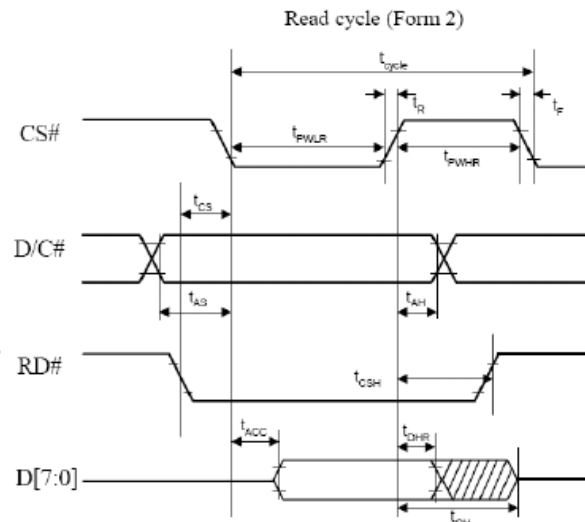 Read cycle (Form 2)
tcycle
tR
tF
CS#
tPWLR
tPWHR
tCS
D/C#
tAS
tAH
RD#
tCSH
tACC
tDHR
D[7:0]